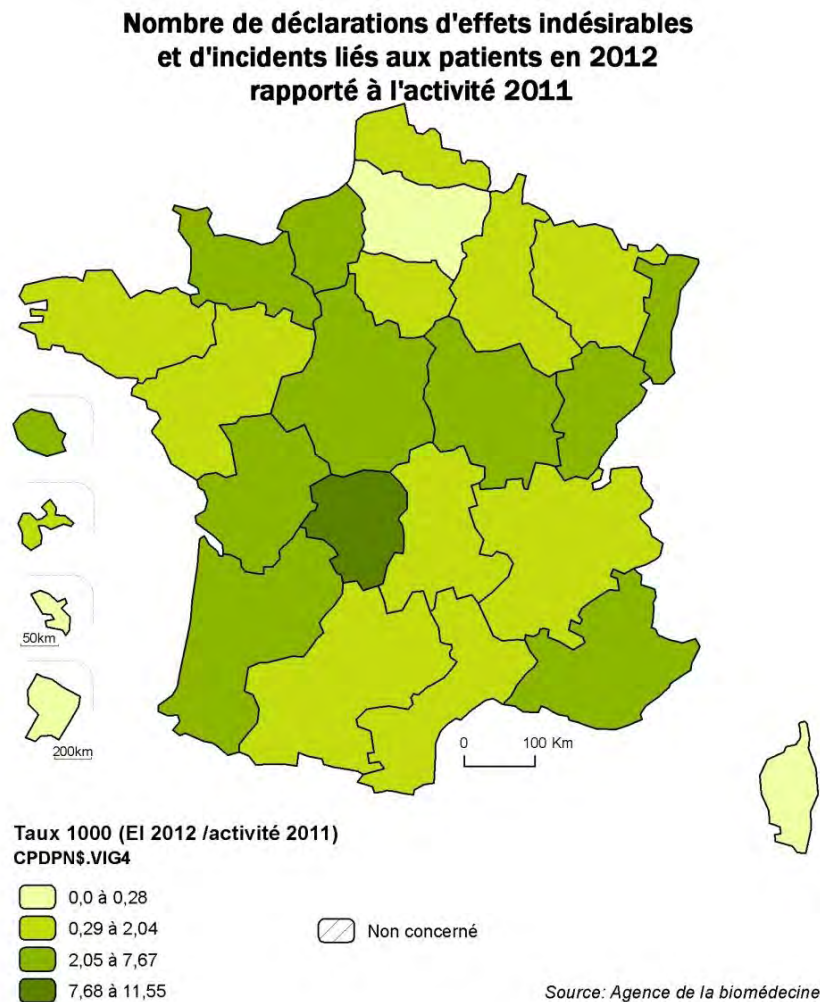 Nombre de déclarations d'effets indésirables
et d'incidents liés aux patients en 2012
rapporté à l'activité 2011
50km
200km
0 100 Km
Taux 1000 (EI 2012 /activité 2011)
CPDPN$.VIG4
0,0 à 0,28
0,29 à 2,04
2,05 à 7,67
7,68 à 11,55
Non concerné
Source: Agence de la biomédecine